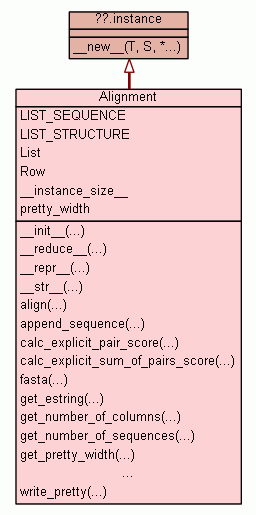 ??.instance
__new__(T, S, *...)
Alignment
LIST_SEQUENCE
LIST_STRUCTURE
List
Row
__instance_size__
pretty_width
__init__(...)
__reduce__(...)
__repr__(...)
__str__(...)
align(...)
append_sequence(...)
calc_explicit_pair_score(...)
calc_explicit_sum_of_pairs_score(...)
fasta(...)
get_estring(...)
get_number_of_columns(...)
get_number_of_sequences(...)
get_pretty_width(...)
...
write_pretty(...)